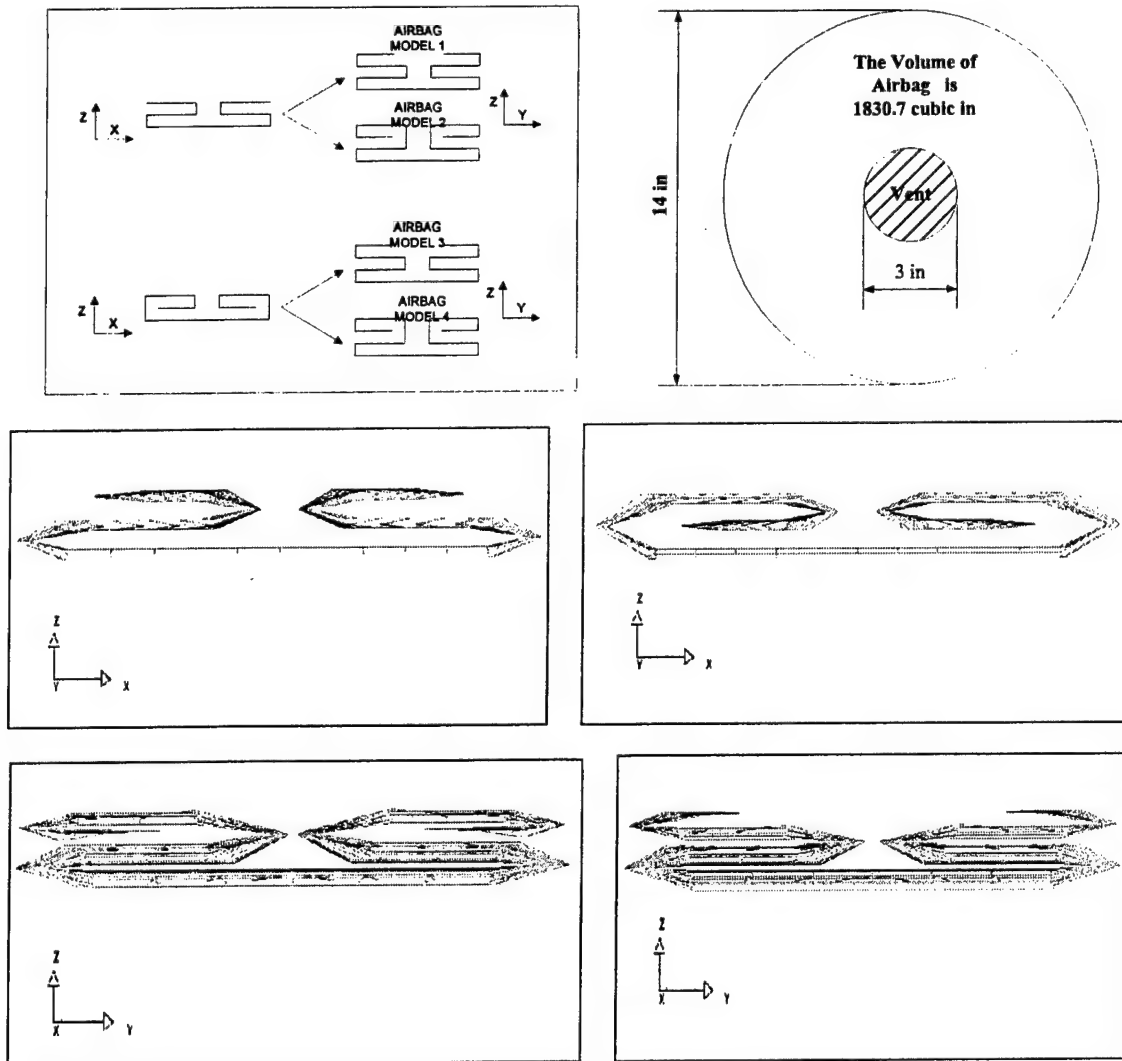 AIRBAG
MODEL 1
AIRBAG
MODEL 2
Z
X
Z
Y
AIRBAG
MODEL 3
AIRBAG
MODEL 4
Z
X
Z
Y
The Volume of
Airbag is
1830.7 cubic in
Vent
14 in
3 in
Z
Y
X
Z
Y
X
Z
X
Y
Z
X
Y